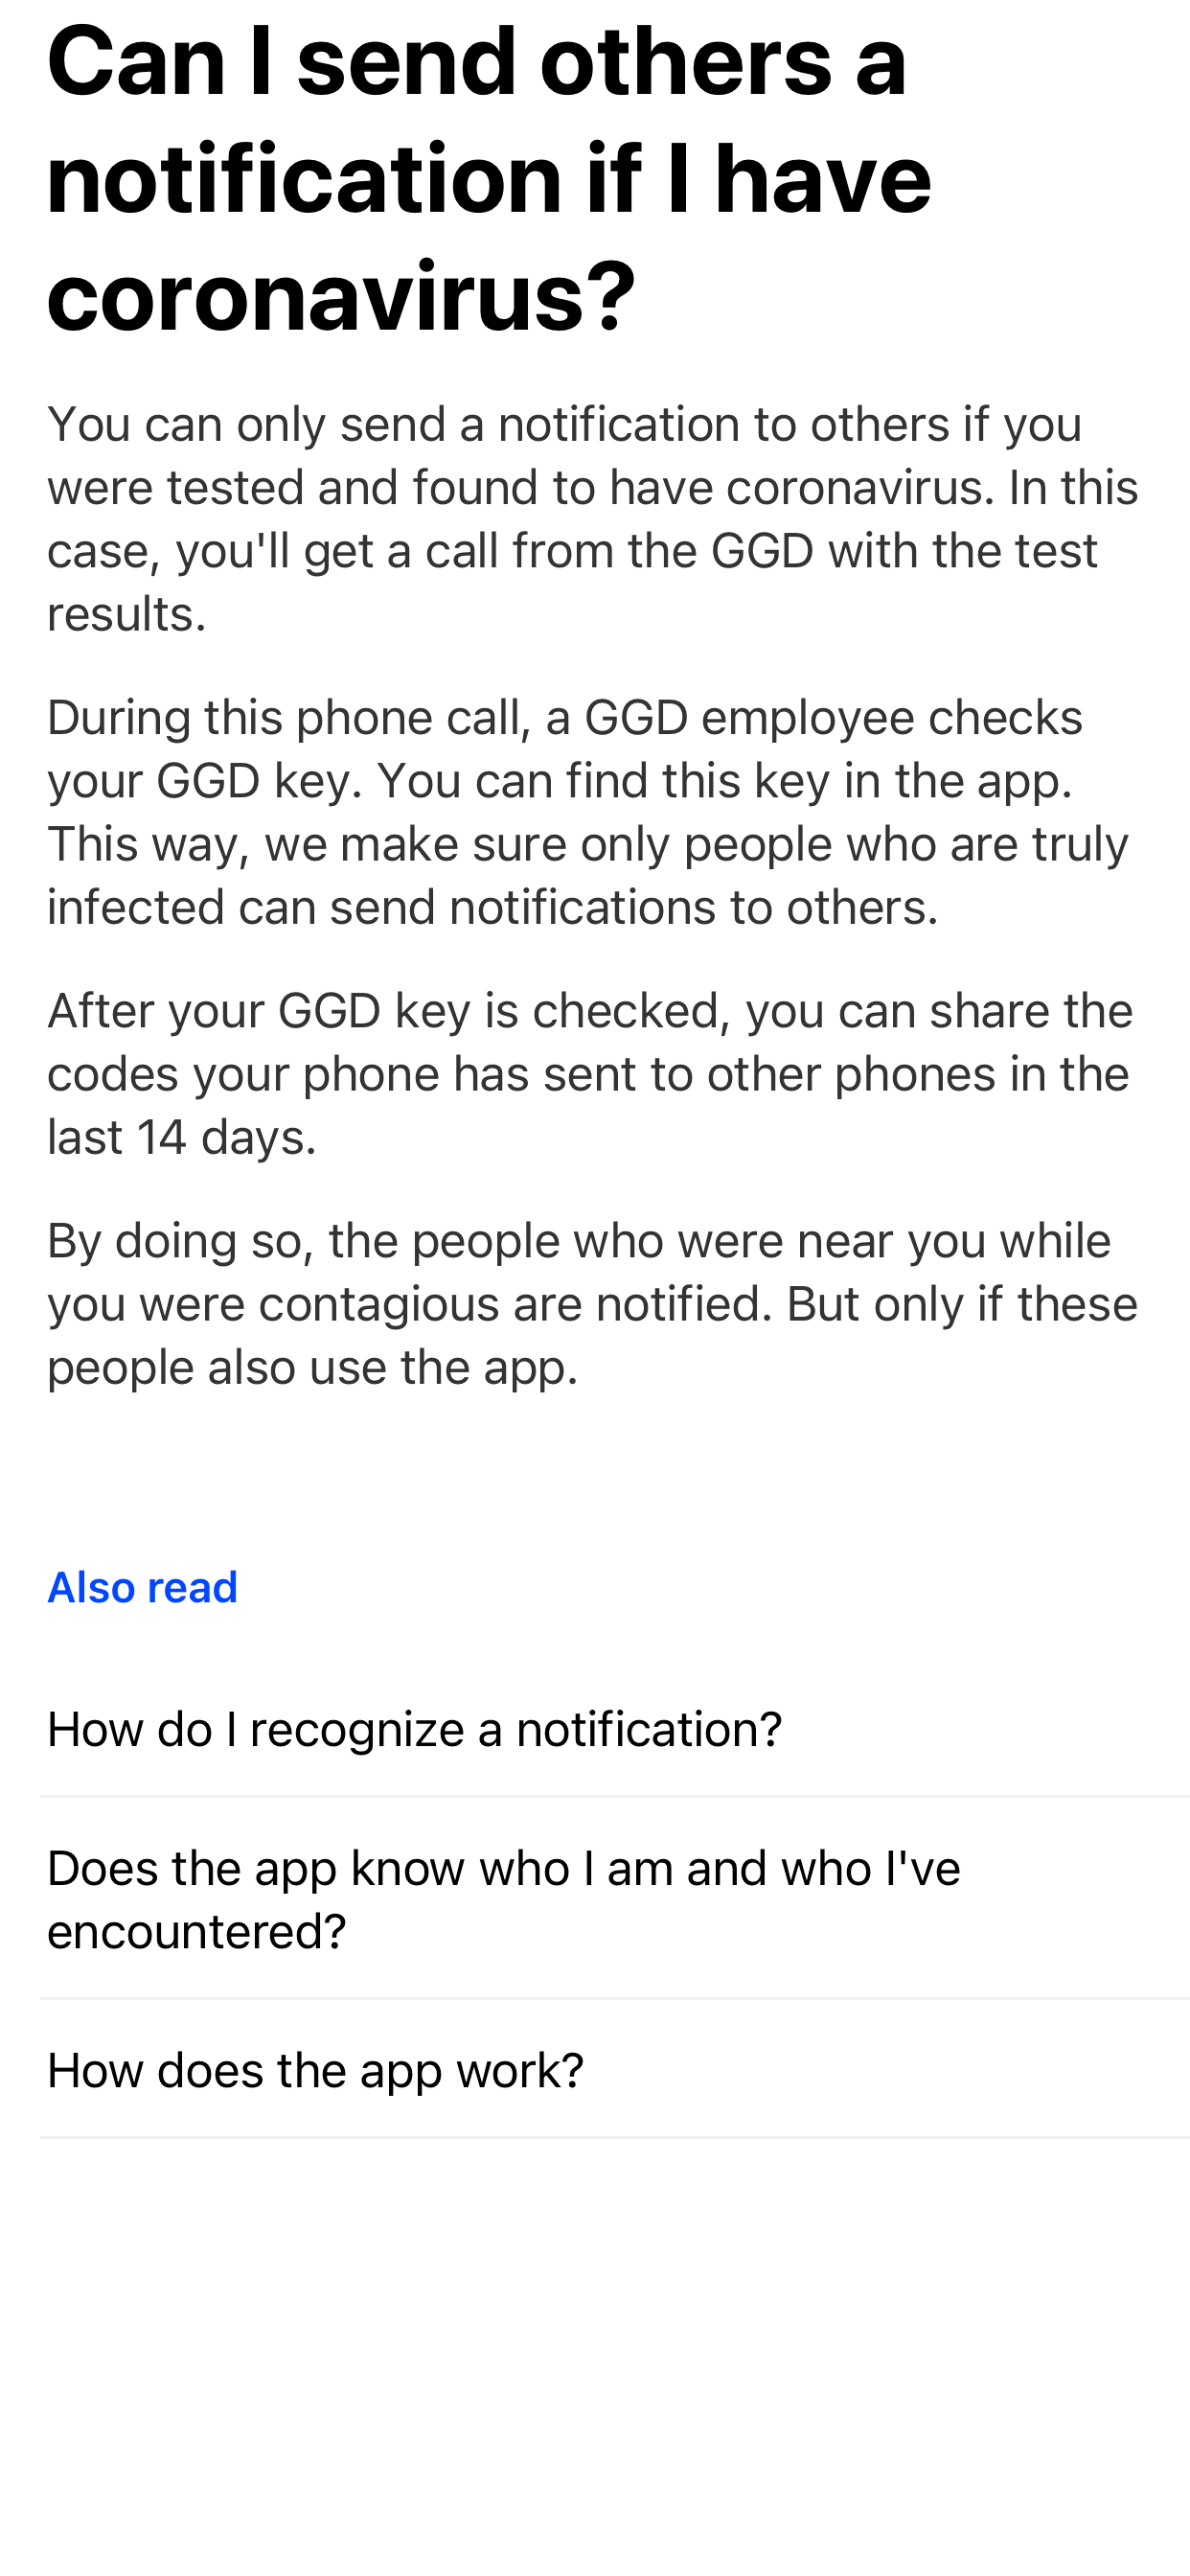 Can I send others a
notification if I have
coronavirus?
You can only send a notification to others if you
were tested and found to have coronavirus. In this
case, you'll get a call from the GGD with the test
results.
During this phone call, a GGD employee checks
your GGD key. You can find this key in the app.
This way, we make sure only people who are truly
infected can send notifications to others.
After your GGD key is checked, you can share the
codes your phone has sent to other phones in the
last 14 days.
By doing so, the people who were near you while
you were contagious are notified. But only if these
people also use the app.
Also read
How do I recognize a notification?
Does the app know who I am and who I've
encountered?
How does the app work?